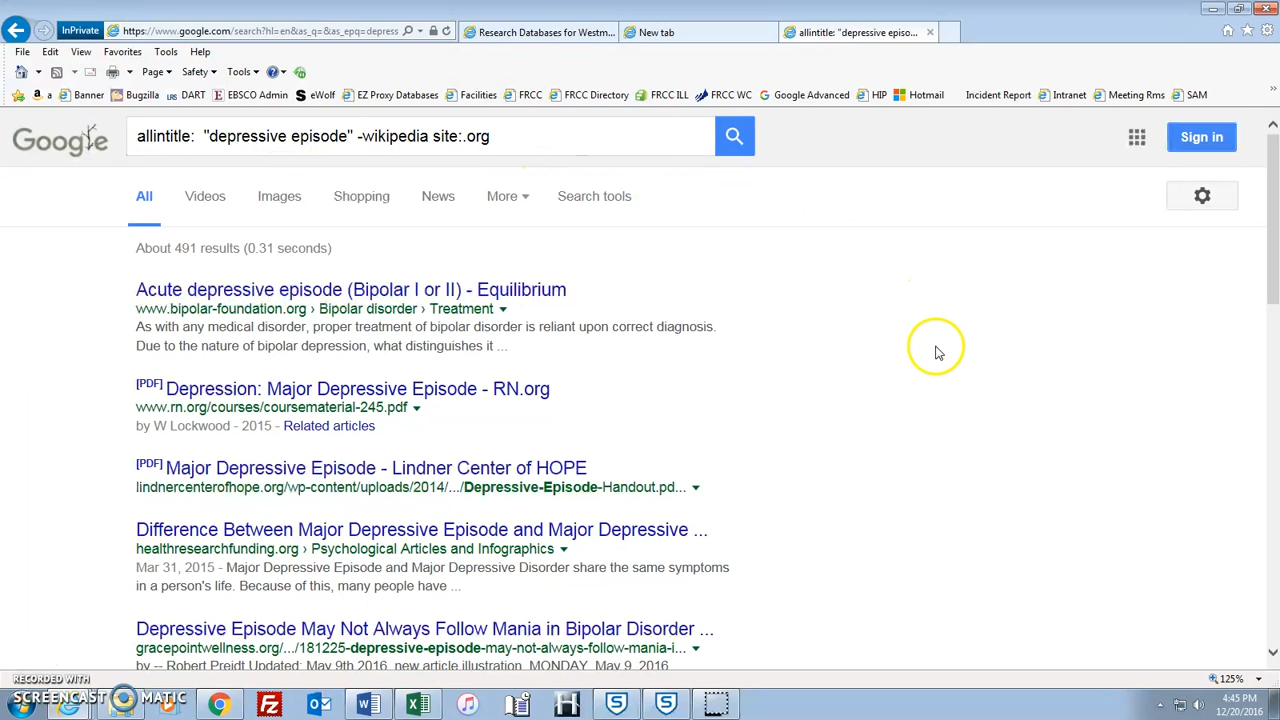 InPrivate https://www.google.com/search?hl=en&as_q=&as_epq=depress Research Databases for Westm... New tab allintitle: "depressive episo...
File Edit View Favorites Tools Help
Page Safety Tools
a Banner Bugzilla LRS DART EBSCO Admin eWolf EZ Proxy Databases Facilities FRCC FRCC Directory FRCC ILL FRCC WC Google Advanced HIP Hotmail Incident Report Intranet Meeting Rms SAM
Google allintitle: "depressive episode" -wikipedia site:.org Sign in
All Videos Images Shopping News More Search tools
About 491 results (0.31 seconds)
Acute depressive episode (Bipolar I or II) - Equilibrium
www.bipolar-foundation.org › Bipolar disorder › Treatment
As with any medical disorder, proper treatment of bipolar disorder is reliant upon correct diagnosis.
Due to the nature of bipolar depression, what distinguishes it ...
[PDF] Depression: Major Depressive Episode - RN.org
www.rn.org/courses/coursematerial-245.pdf
by W Lockwood - 2015 - Related articles
[PDF] Major Depressive Episode - Lindner Center of HOPE
lindnercenterofhope.org/wp-content/uploads/2014/.../Depressive-Episode-Handout.pd...
Difference Between Major Depressive Episode and Major Depressive ...
healthresearchfunding.org › Psychological Articles and Infographics
Mar 31, 2015 - Major Depressive Episode and Major Depressive Disorder share the same symptoms
in a person's life. Because of this, many people have ...
Depressive Episode May Not Always Follow Mania in Bipolar Disorder ...
gracepointwellness.org/.../181225-depressive-episode-may-not-always-follow-mania-i...
by -- Robert Preidt Updated: May 9th 2016, new article illustration. MONDAY, May 9, 2016
125%
RECORDED WITH
SCREENCAST MATIC
4:45 PM
12/20/2016